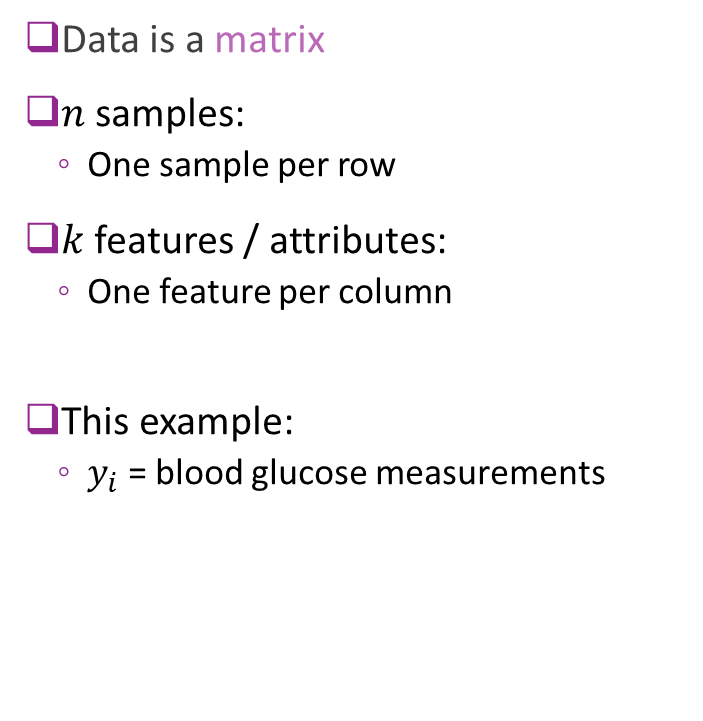 ❑Data is a matrix
❑n samples:
◦ One sample per row
❑k features / attributes:
◦ One feature per column
❑This example:
◦ yᵢ = blood glucose measurements